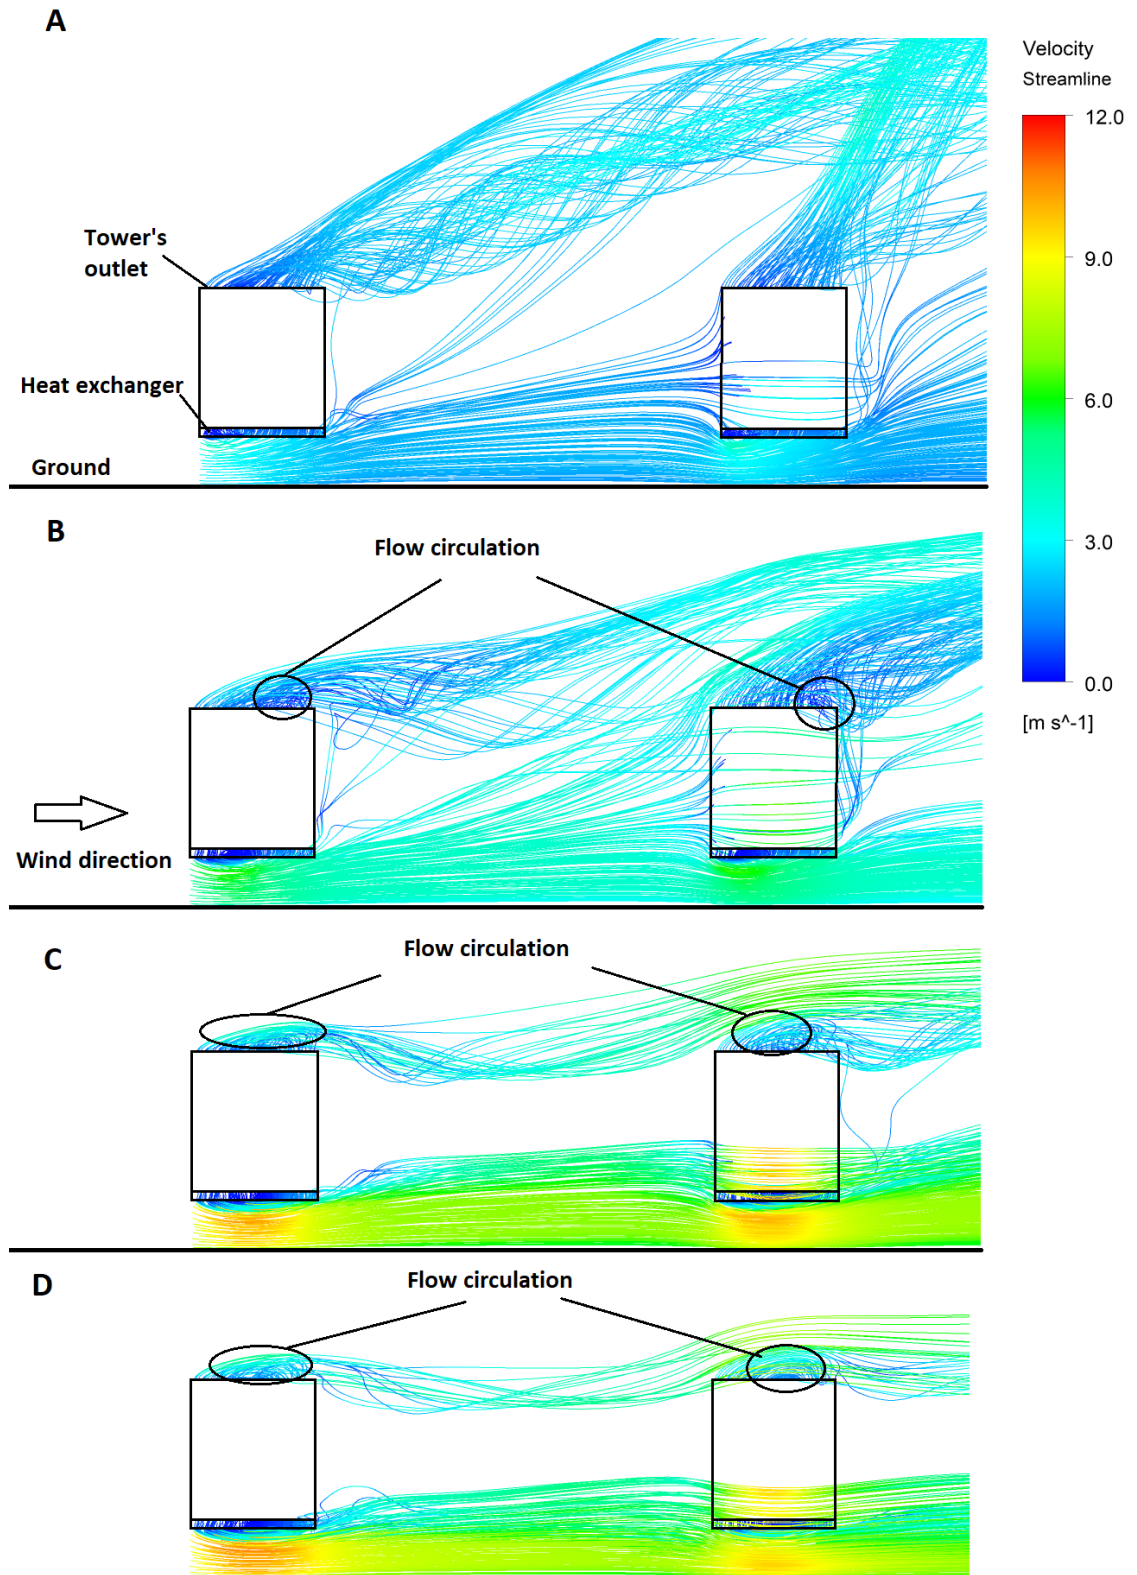 A
Velocity
Streamline
12.0
Tower's
outlet
9.0
Heat exchanger
6.0
Ground
B
Flow circulation
3.0
0.0
[m s^-1]
Wind direction
C
Flow circulation
D
Flow circulation